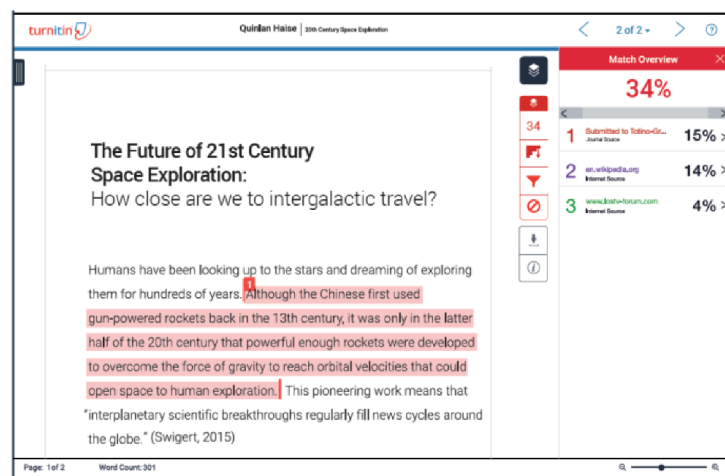 turnitin
Quinlan Haise | 20th Century Space Exploration
2 of 2
Match Overview
34%
34
1 Submitted to Totino-Gr... 15%
Journal Source
2 en.wikipedia.org 14%
Internet Source
3 www.lostv-forum.com 4%
Internet Source
The Future of 21st Century
Space Exploration:
How close are we to intergalactic travel?
Humans have been looking up to the stars and dreaming of exploring
1
them for hundreds of years. Although the Chinese first used
gun-powered rockets back in the 13th century, it was only in the latter
half of the 20th century that powerful enough rockets were developed
to overcome the force of gravity to reach orbital velocities that could
open space to human exploration. This pioneering work means that
“interplanetary scientific breakthroughs regularly fill news cycles around
the globe.” (Swigert, 2015)
Page: 1 of 2 Word Count: 301